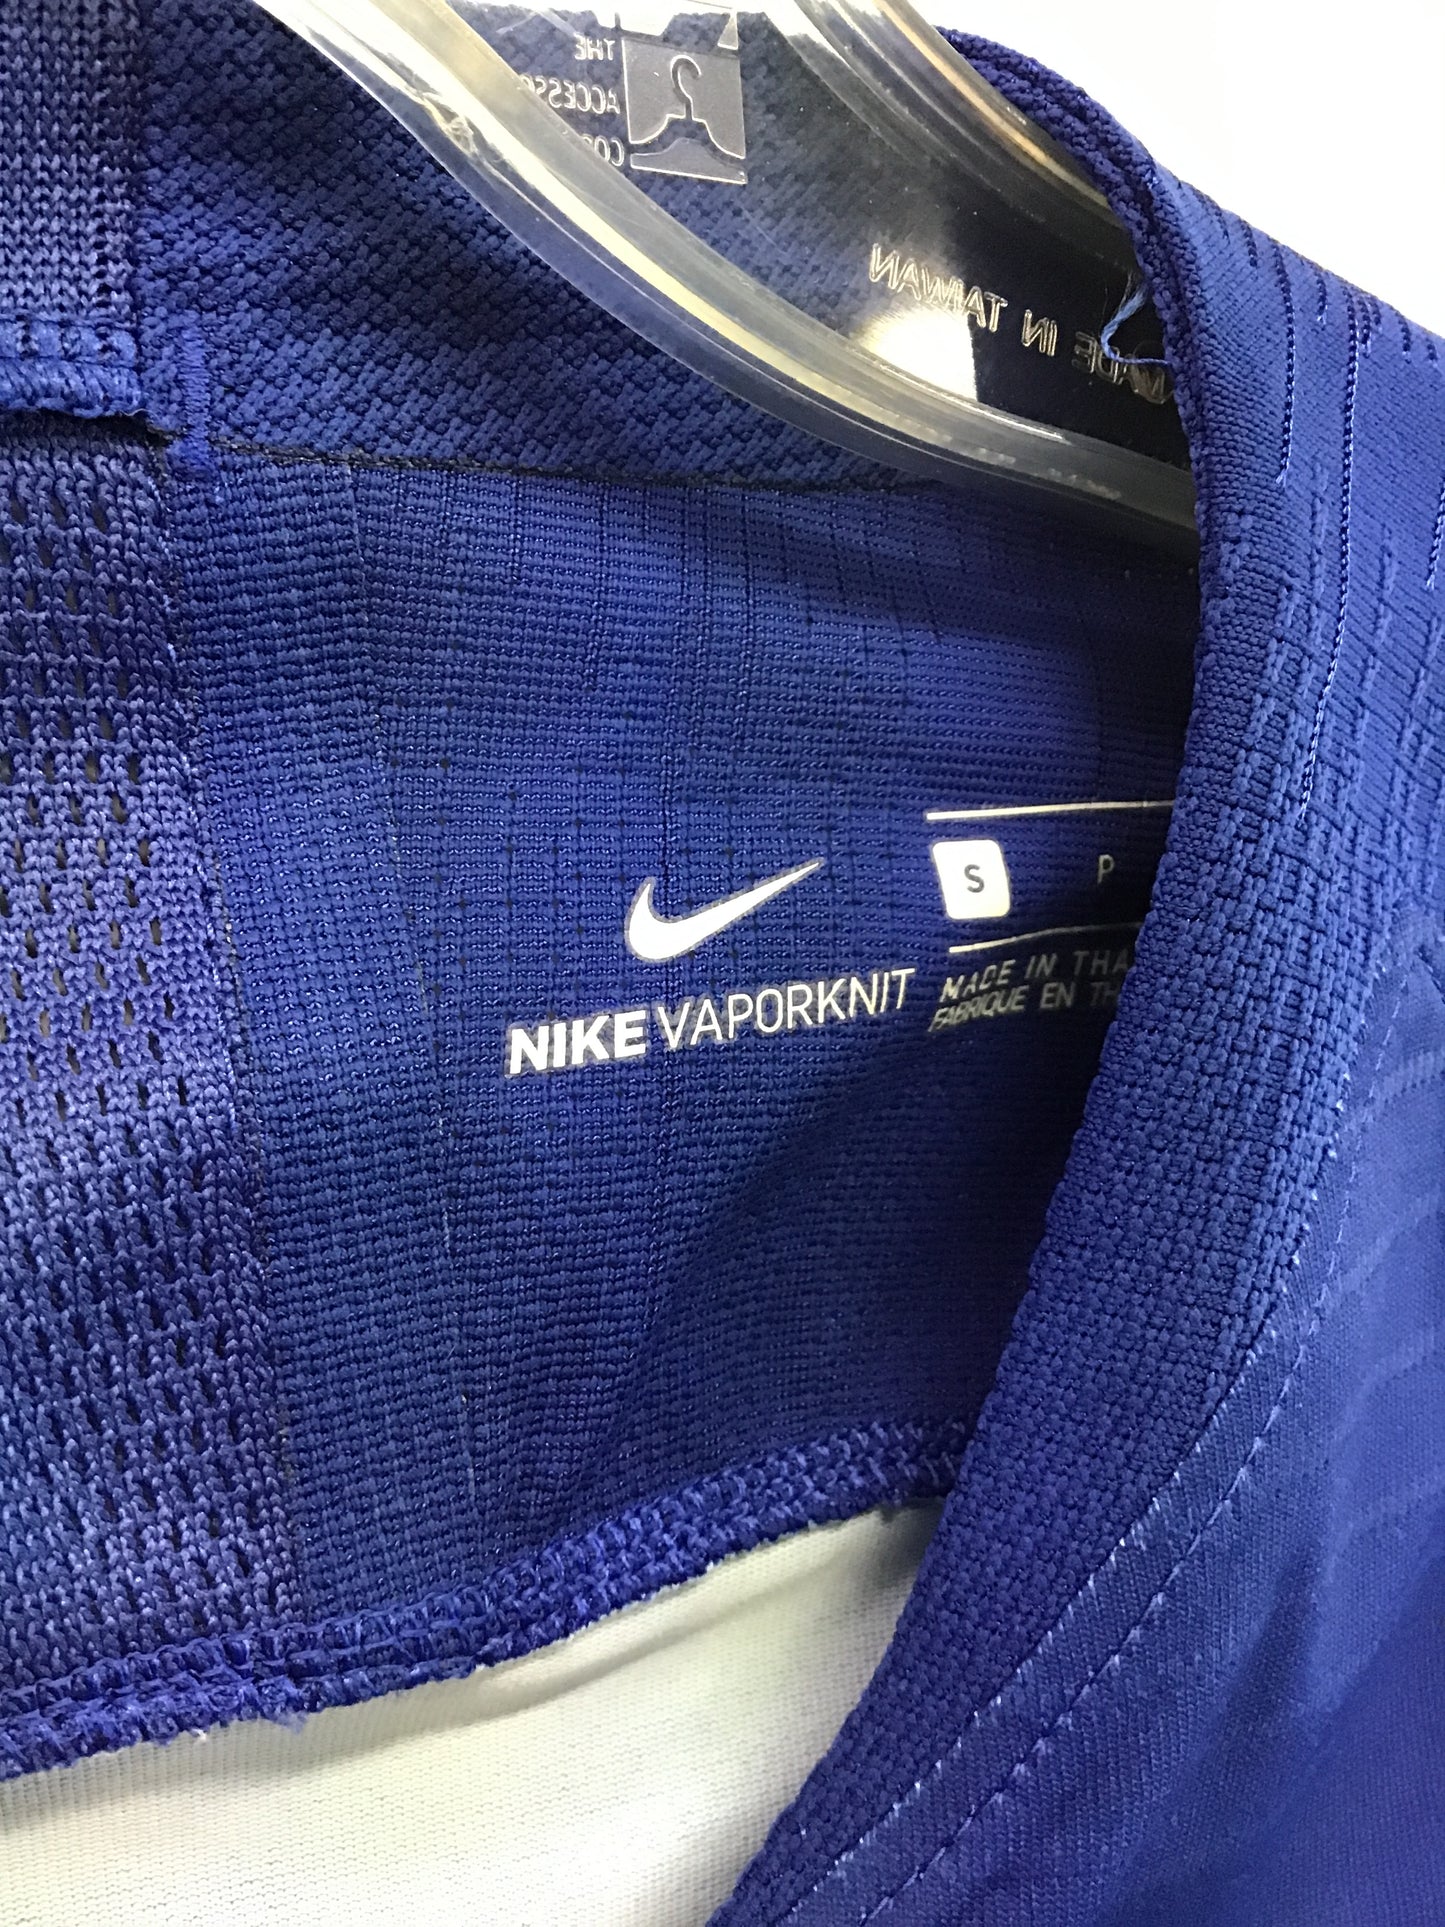 THE
ACCESS
MADE IN TAIWAN
S P
NIKE VAPORKNIT
MADE IN THA
FABRIQUE EN TH